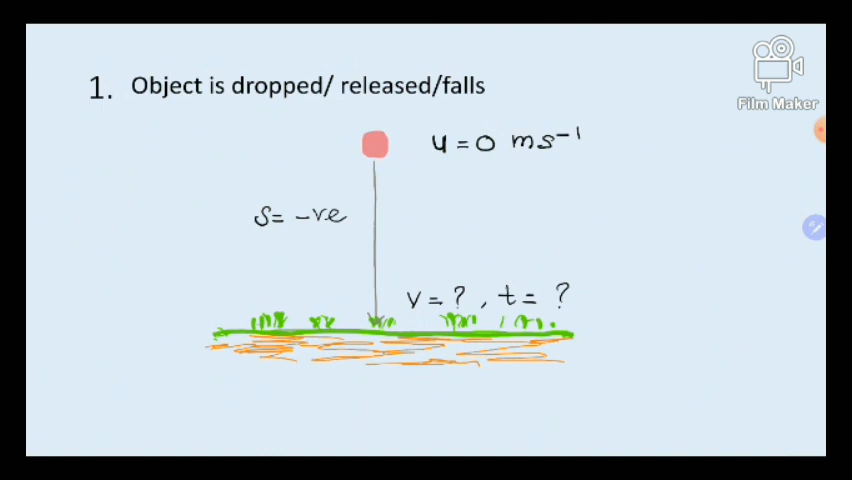 1. Object is dropped/ released/falls
Film Maker
u = 0 ms⁻¹
s = -ve
v = ? , t = ?